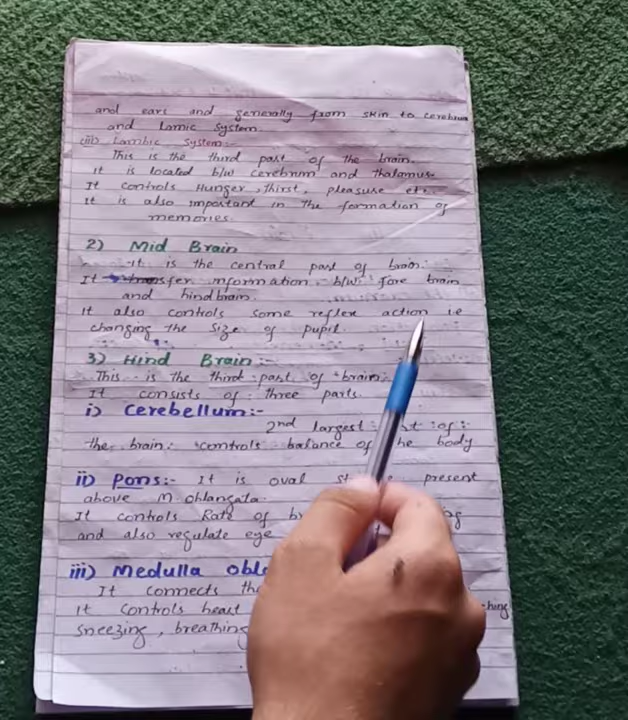 and ears and generally from skin to cerebrum
and Lamic System.
(iii) Lambic System:-
This is the third part of the brain.
it is located b/w cerebrum and thalamus.
It controls Hunger, thirst, pleasure etc.
It is also important in the formation of
memories.
2) Mid Brain
it is the central part of brain.
It transfer information b/w fore brain
and hindbrain.
it also controls some reflex action i.e
changing the size of pupil.
3) Hind Brain:-
This is the third part of brain.
It consists of three parts.
i) Cerebellum:-
2nd largest of
the brain. controls balance of the body
ii) Pons:- It is oval present
above M oblangata.
It controls Rate of
and also regulate eye
iii) Medulla
It connects
it controls heart
sneezing, breathing